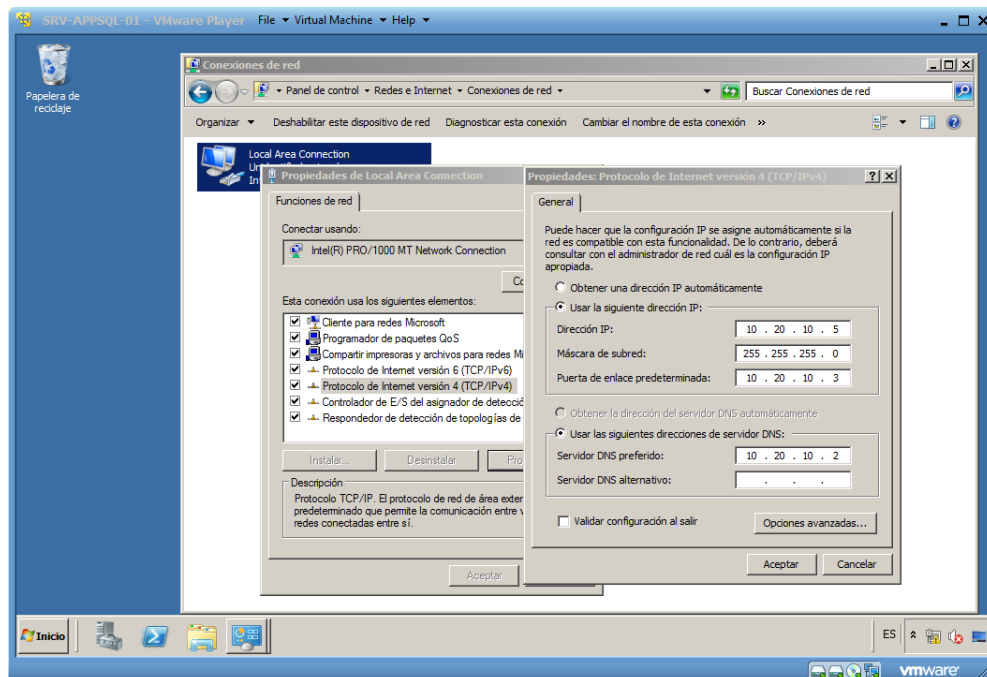 SRV-APPSQL-01 - VMware Player File Virtual Machine Help
Papelera de
reciclaje
Conexiones de red
Panel de control Redes e Internet Conexiones de red
Buscar Conexiones de red
Organizar Deshabilitar este dispositivo de red Diagnosticar esta conexión Cambiar el nombre de esta conexión »
Local Area Connection
Propiedades de Local Area Connection
Funciones de red
Conectar usando:
Intel(R) PRO/1000 MT Network Connection
Esta conexión usa los siguientes elementos:
Cliente para redes Microsoft
Programador de paquetes QoS
Compartir impresoras y archivos para redes Mi
Protocolo de Internet versión 6 (TCP/IPv6)
Protocolo de Internet versión 4 (TCP/IPv4)
Controlador de E/S del asignador de detecció
Respondedor de detección de topologías de
Instalar... Desinstalar Pro
Descripción
Protocolo TCP/IP. El protocolo de red de área exter
predeterminado que permite la comunicación entre v
redes conectadas entre sí.
Aceptar
Propiedades: Protocolo de Internet versión 4 (TCP/IPv4)
General
Puede hacer que la configuración IP se asigne automáticamente si la
red es compatible con esta funcionalidad. De lo contrario, deberá
consultar con el administrador de red cuál es la configuración IP
apropiada.
Obtener una dirección IP automáticamente
Usar la siguiente dirección IP:
Dirección IP: 10 . 20 . 10 . 5
Máscara de subred: 255 . 255 . 255 . 0
Puerta de enlace predeterminada: 10 . 20 . 10 . 3
Obtener la dirección del servidor DNS automáticamente
Usar las siguientes direcciones de servidor DNS:
Servidor DNS preferido: 10 . 20 . 10 . 2
Servidor DNS alternativo: . . .
Validar configuración al salir
Opciones avanzadas...
Aceptar Cancelar
Inicio
ES
vmware